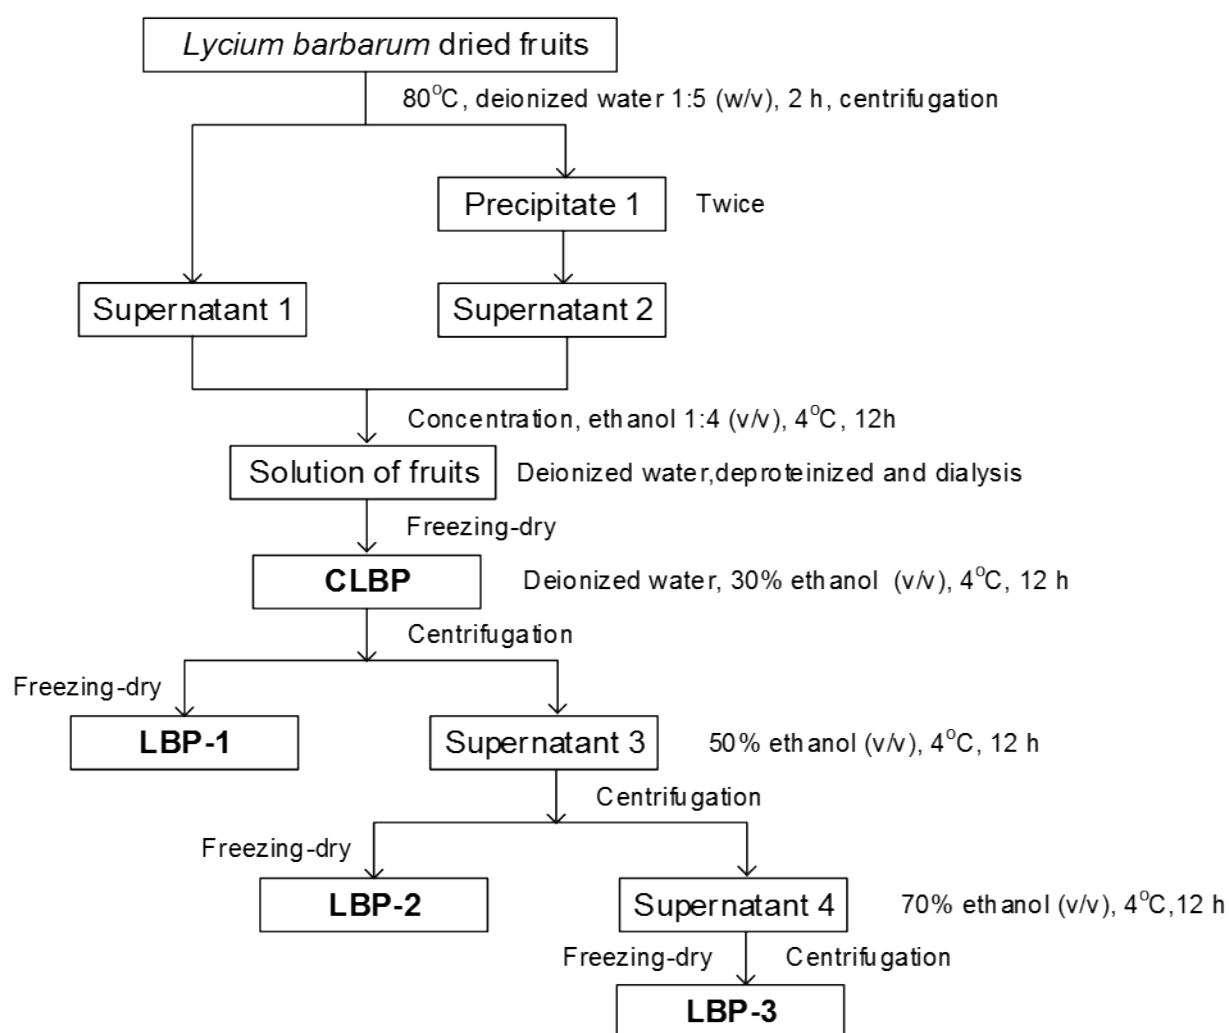 Lycium barbarum dried fruits
80°C, deionized water 1:5 (w/v), 2 h, centrifugation
Precipitate 1
Twice
Supernatant 1
Supernatant 2
Concentration, ethanol 1:4 (v/v), 4°C, 12h
Solution of fruits
Deionized water,deproteinized and dialysis
Freezing-dry
CLBP
Deionized water, 30% ethanol (v/v), 4°C, 12 h
Centrifugation
Freezing-dry
LBP-1
Supernatant 3
50% ethanol (v/v), 4°C, 12 h
Centrifugation
Freezing-dry
LBP-2
Supernatant 4
70% ethanol (v/v), 4°C,12 h
Freezing-dry
Centrifugation
LBP-3